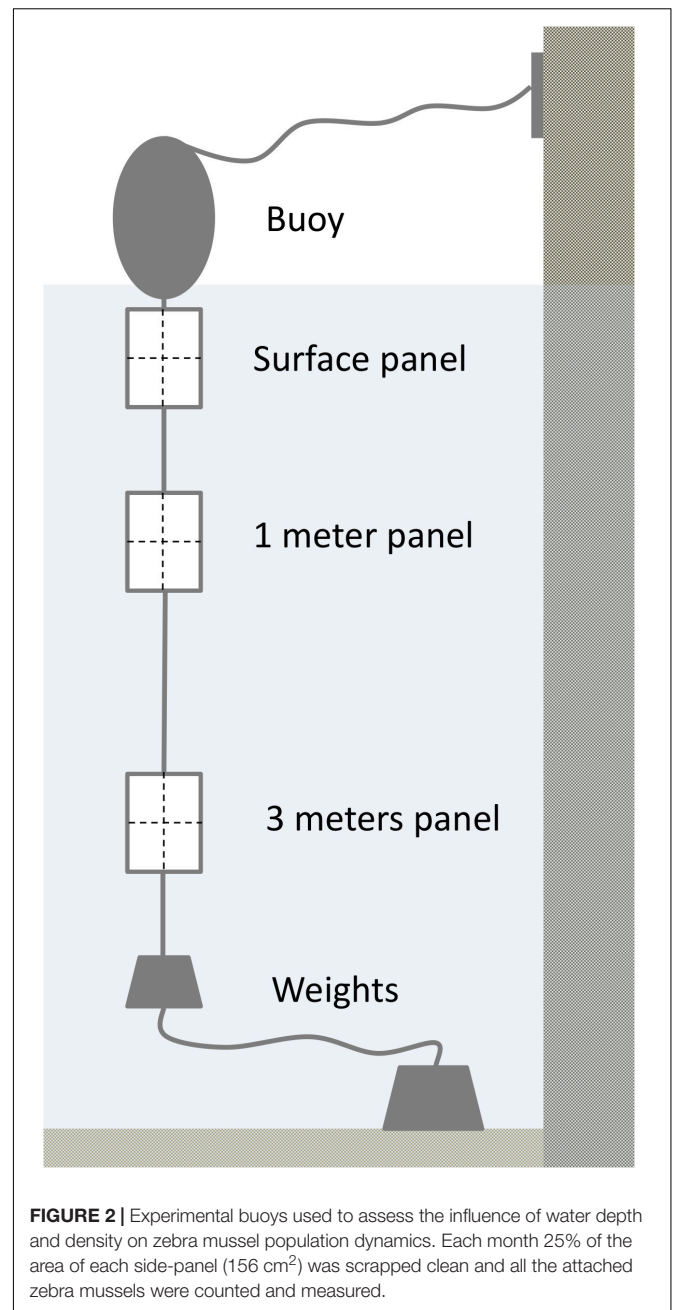 Buoy
Surface panel
1 meter panel
3 meters panel
Weights
FIGURE 2 | Experimental buoys used to assess the influence of water depth
and density on zebra mussel population dynamics. Each month 25% of the
area of each side-panel (156 cm²) was scrapped clean and all the attached
zebra mussels were counted and measured.